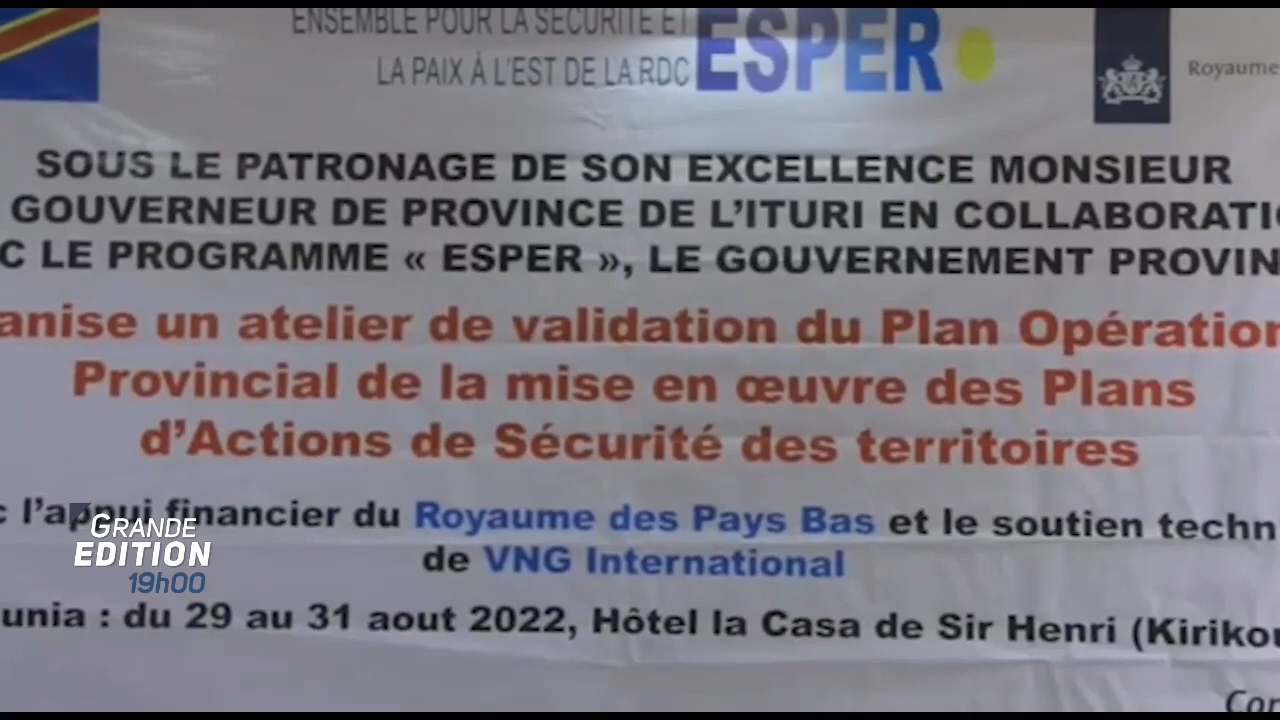 ENSEMBLE POUR LA SÉCURITÉ ET
LA PAIX À L'EST DE LA RDC
ESPER
Royaume
SOUS LE PATRONAGE DE SON EXCELLENCE MONSIEUR
GOUVERNEUR DE PROVINCE DE L'ITURI EN COLLABORATI
C LE PROGRAMME « ESPER », LE GOUVERNEMENT PROVIN
anise un atelier de validation du Plan Opération
Provincial de la mise en œuvre des Plans
d'Actions de Sécurité des territoires
c l'appui financier du Royaume des Pays Bas et le soutien techn
de VNG International
unia : du 29 au 31 aout 2022, Hôtel la Casa de Sir Henri (Kiriko
GRANDE
EDITION
19h00